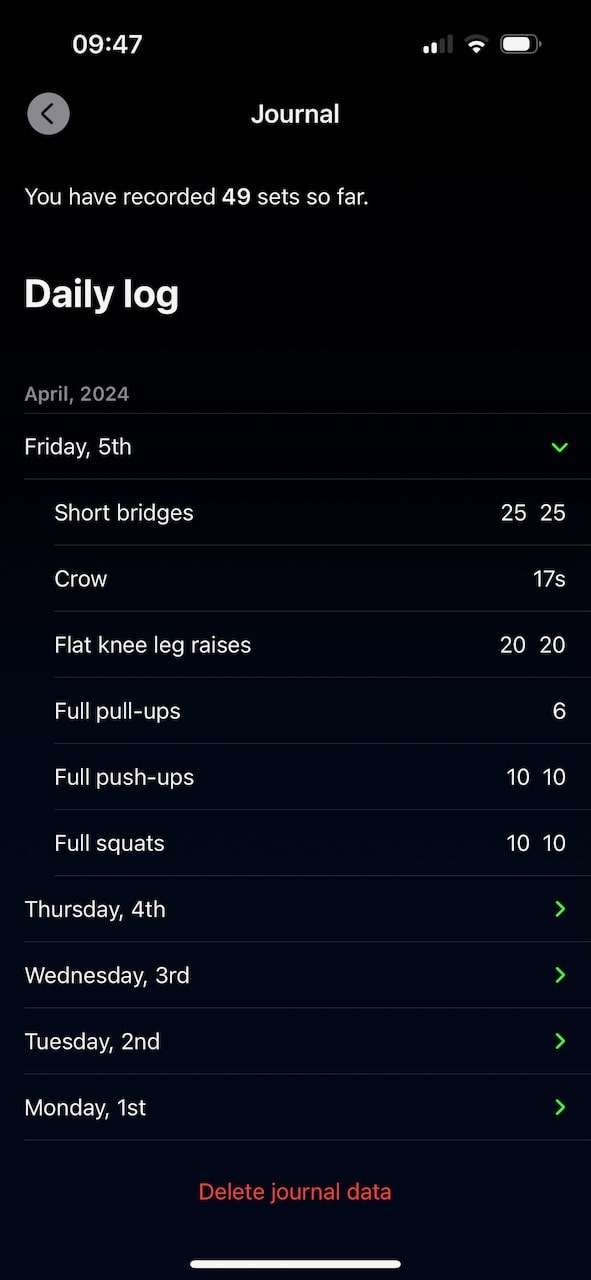 09:47
Journal
You have recorded 49 sets so far.
Daily log
April, 2024
Friday, 5th
Short bridges 25 25
Crow 17s
Flat knee leg raises 20 20
Full pull-ups 6
Full push-ups 10 10
Full squats 10 10
Thursday, 4th
Wednesday, 3rd
Tuesday, 2nd
Monday, 1st
Delete journal data